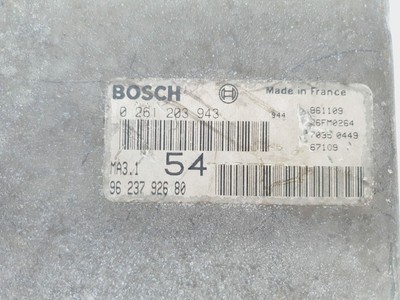 BOSCH Made in France
0 261 203 943 944
861109
26FM0264
7035 0449
67109
MA3.1 54
96 237 926 80